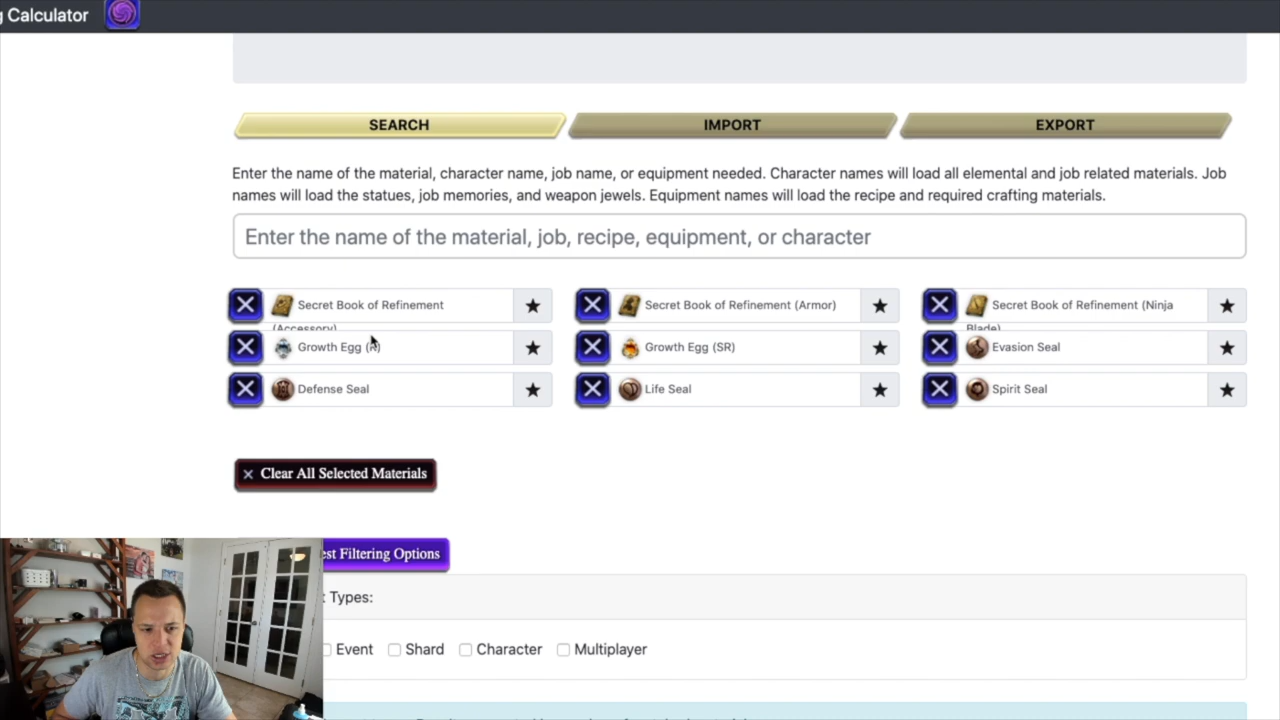 Calculator
SEARCH IMPORT EXPORT
Enter the name of the material, character name, job name, or equipment needed. Character names will load all elemental and job related materials. Job
names will load the statues, job memories, and weapon jewels. Equipment names will load the recipe and required crafting materials.
Enter the name of the material, job, recipe, equipment, or character
Secret Book of Refinement
(Accessory)
Secret Book of Refinement (Armor)
Secret Book of Refinement (Ninja
Blade)
Growth Egg
Growth Egg (SR)
Evasion Seal
Defense Seal
Life Seal
Spirit Seal
Clear All Selected Materials
Filtering Options
Types:
Event Shard Character Multiplayer